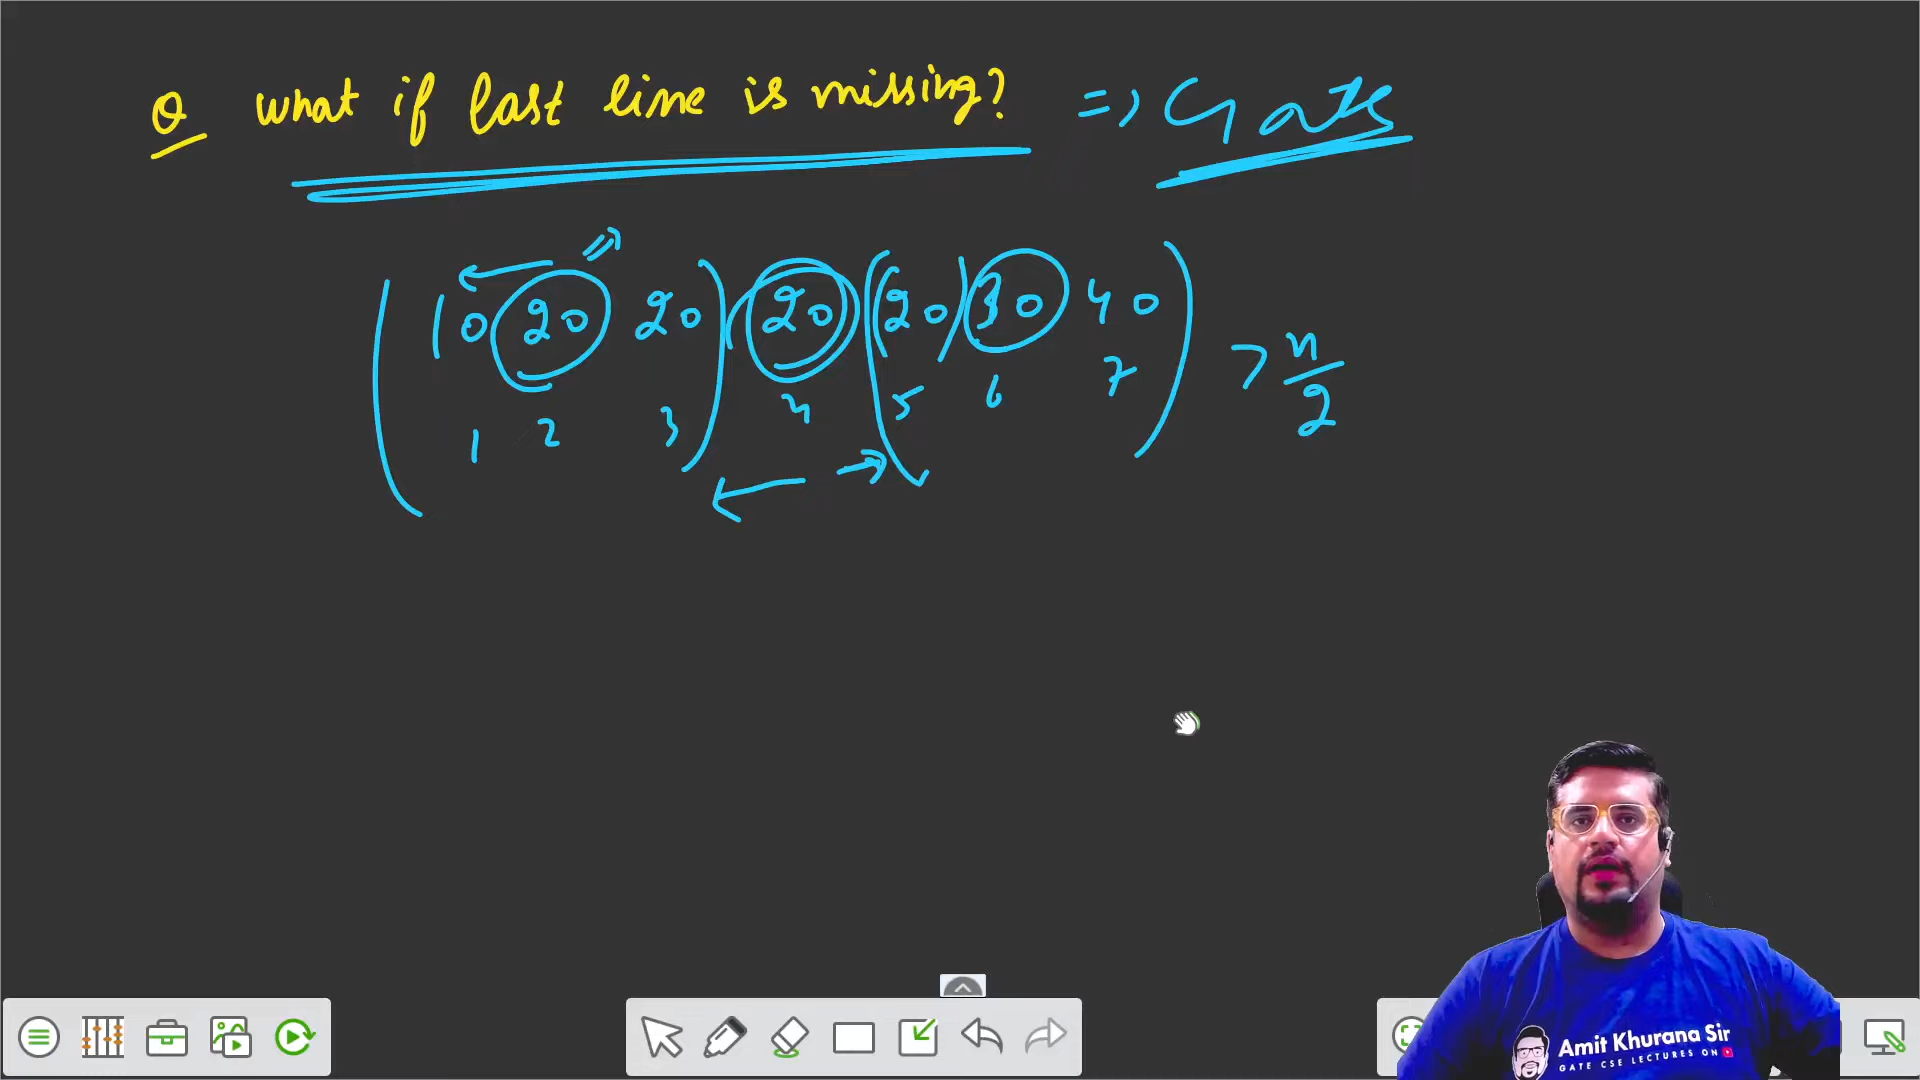 Q what if last line is missing? => Gate
10 20 20 20 20 30 40
1 2 3 4 5 6 7
> n/2
Amit Khurana Sir
GATE CSE LECTURES ON